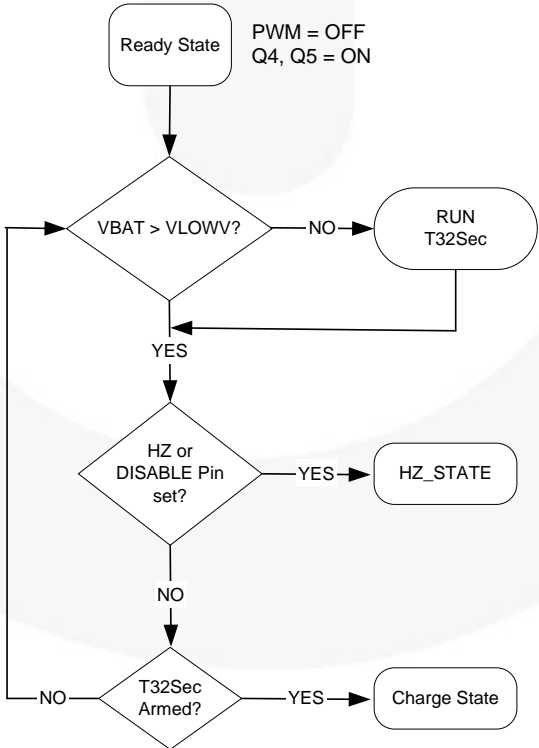 Ready State
PWM = OFF
Q4, Q5 = ON
VBAT > VLOWV?
NO
RUN
T32Sec
YES
HZ or
DISABLE Pin
set?
YES
HZ_STATE
NO
T32Sec
Armed?
NO
YES
Charge State